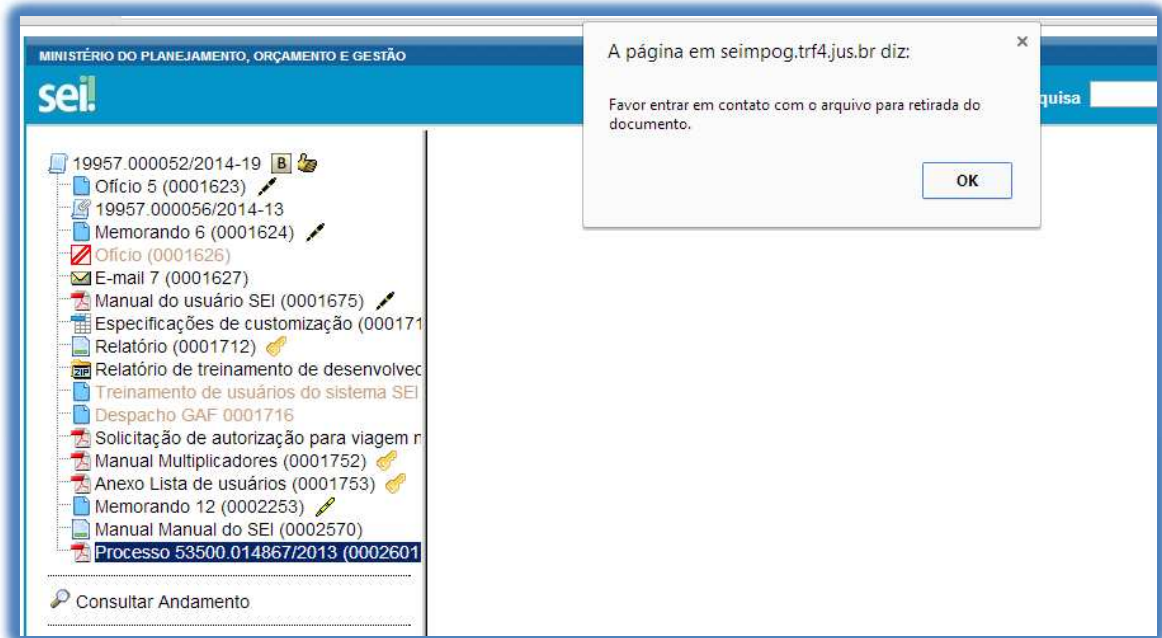 MINISTÉRIO DO PLANEJAMENTO, ORÇAMENTO E GESTÃO
sei!
quisa
A página em seimpog.trf4.jus.br diz:
×
Favor entrar em contato com o arquivo para retirada do
documento.
OK
19957.000052/2014-19 B
Ofício 5 (0001623)
19957.000056/2014-13
Memorando 6 (0001624)
Ofício (0001626)
E-mail 7 (0001627)
Manual do usuário SEI (0001675)
Especificações de customização (000171
Relatório (0001712)
ZIP Relatório de treinamento de desenvolvec
Treinamento de usuários do sistema SEI
Despacho GAF 0001716
Solicitação de autorização para viagem n
Manual Multiplicadores (0001752)
Anexo Lista de usuários (0001753)
Memorando 12 (0002253)
Manual Manual do SEI (0002570)
Processo 53500.014867/2013 (0002601
Consultar Andamento